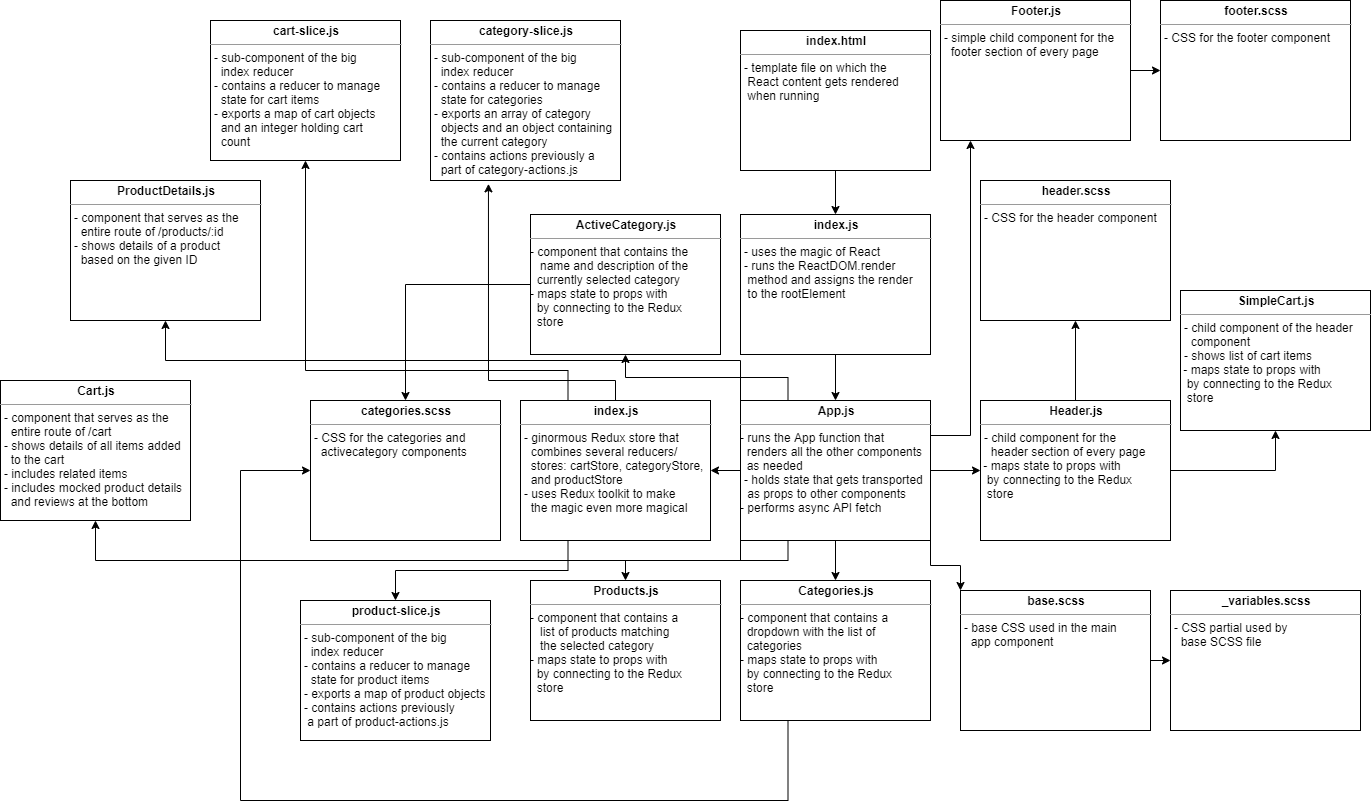 cart-slice.js
- sub-component of the big
index reducer
- contains a reducer to manage
state for cart items
- exports a map of cart objects
and an integer holding cart
count
category-slice.js
- sub-component of the big
index reducer
- contains a reducer to manage
state for categories
- exports an array of category
objects and an object containing
the current category
- contains actions previously a
part of category-actions.js
index.html
- template file on which the
React content gets rendered
when running
Footer.js
- simple child component for the
footer section of every page
footer.scss
- CSS for the footer component
ProductDetails.js
- component that serves as the
entire route of /products/:id
- shows details of a product
based on the given ID
ActiveCategory.js
- component that contains the
name and description of the
currently selected category
- maps state to props with
by connecting to the Redux
store
index.js
- uses the magic of React
- runs the ReactDOM.render
method and assigns the render
to the rootElement
header.scss
- CSS for the header component
SimpleCart.js
- child component of the header
component
- shows list of cart items
- maps state to props with
by connecting to the Redux
store
Cart.js
- component that serves as the
entire route of /cart
- shows details of all items added
to the cart
- includes related items
- includes mocked product details
and reviews at the bottom
categories.scss
- CSS for the categories and
activecategory components
index.js
- ginormous Redux store that
combines several reducers/
stores: cartStore, categoryStore,
and productStore
- uses Redux toolkit to make
the magic even more magical
App.js
- runs the App function that
renders all the other components
as needed
- holds state that gets transported
as props to other components
- performs async API fetch
Header.js
- child component for the
header section of every page
- maps state to props with
by connecting to the Redux
store
product-slice.js
- sub-component of the big
index reducer
- contains a reducer to manage
state for product items
- exports a map of product objects
- contains actions previously
a part of product-actions.js
Products.js
- component that contains a
list of products matching
the selected category
- maps state to props with
by connecting to the Redux
store
Categories.js
- component that contains a
dropdown with the list of
categories
- maps state to props with
by connecting to the Redux
store
base.scss
- base CSS used in the main
app component
_variables.scss
- CSS partial used by
base SCSS file